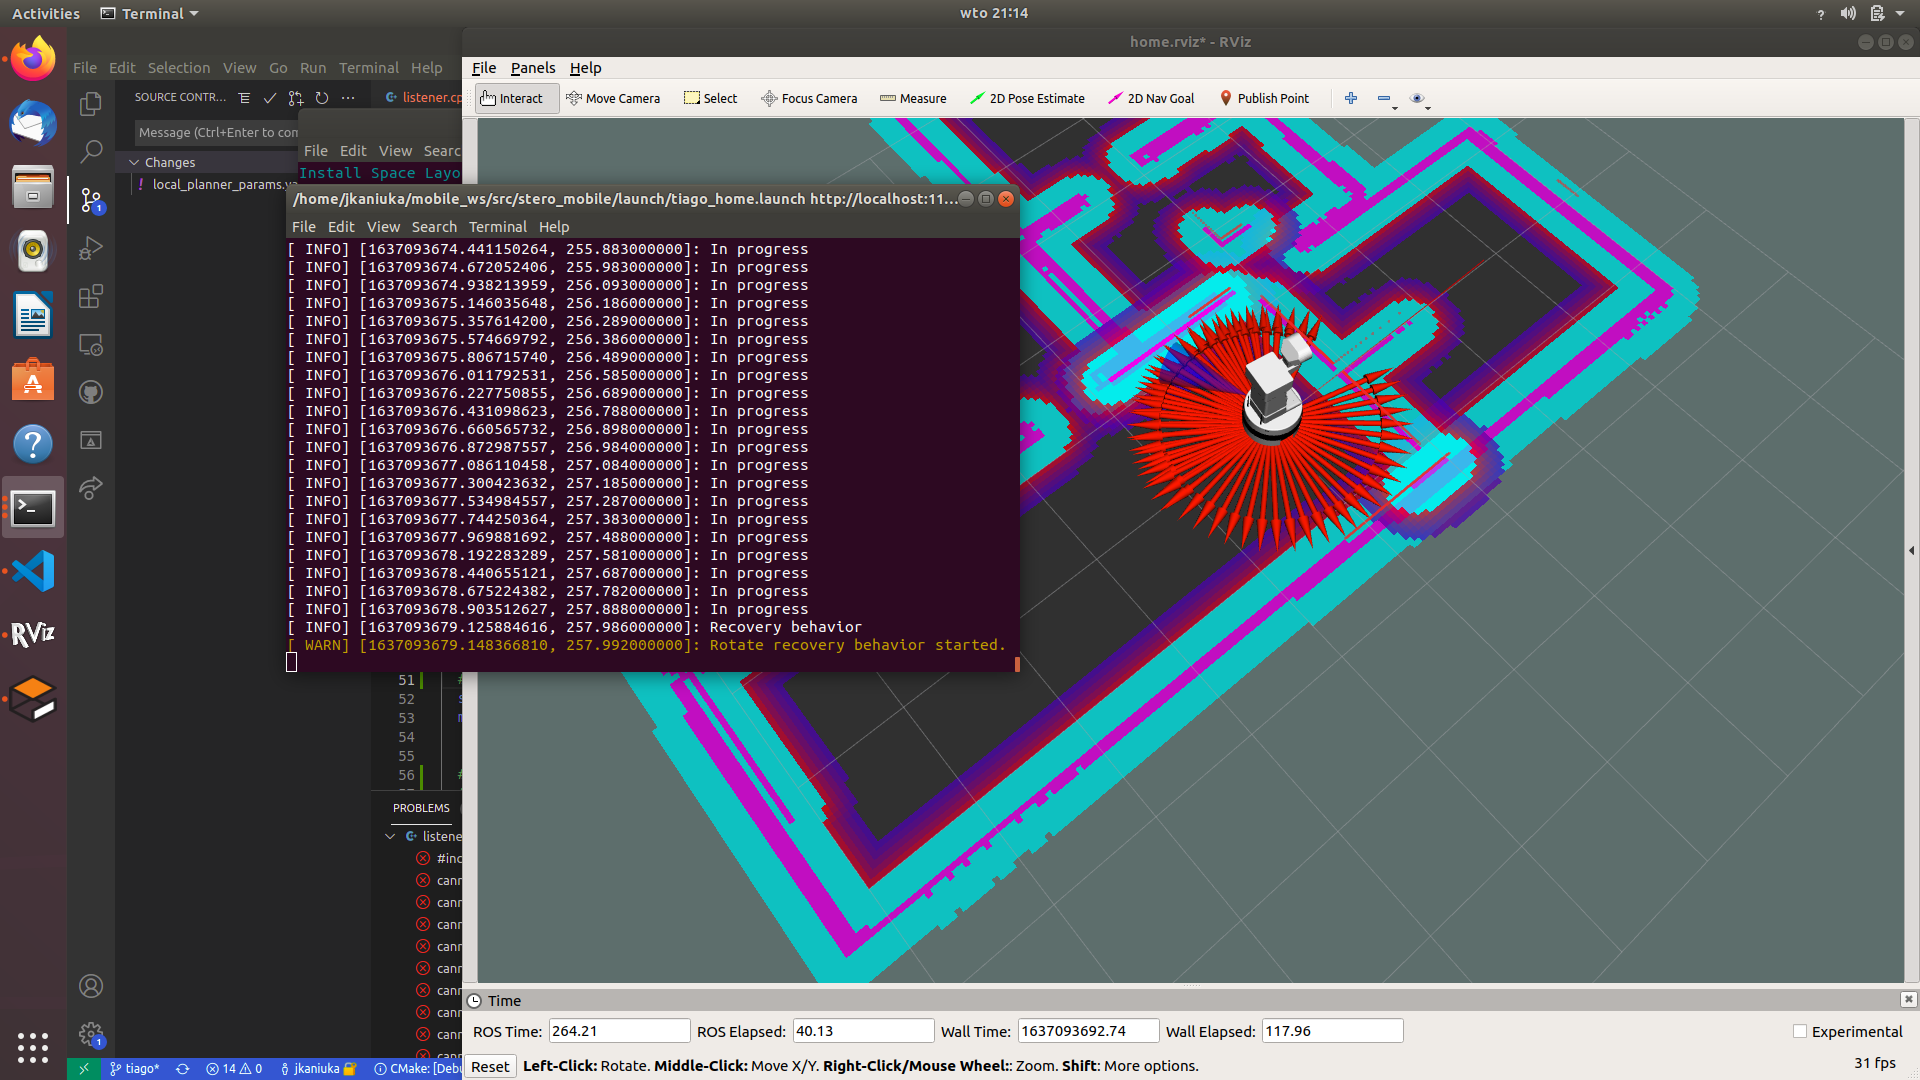 Activities
Terminal
wto 21:14
home.rviz* - RViz
File Edit Selection View Go Run Terminal Help
SOURCE CONTR...
listener.cp
Message (Ctrl+Enter to com
Changes
local_planner_params.ya
1
File Edit View Searc
Install Space Layo
/home/jkaniuka/mobile_ws/src/stero_mobile/launch/tiago_home.launch http://localhost:11...
File Edit View Search Terminal Help
[ INFO] [1637093674.441150264, 255.883000000]: In progress
[ INFO] [1637093674.672052406, 255.983000000]: In progress
[ INFO] [1637093674.938213959, 256.093000000]: In progress
[ INFO] [1637093675.146035648, 256.186000000]: In progress
[ INFO] [1637093675.357614200, 256.289000000]: In progress
[ INFO] [1637093675.574669792, 256.386000000]: In progress
[ INFO] [1637093675.806715740, 256.489000000]: In progress
[ INFO] [1637093676.011792531, 256.585000000]: In progress
[ INFO] [1637093676.227750855, 256.689000000]: In progress
[ INFO] [1637093676.431098623, 256.788000000]: In progress
[ INFO] [1637093676.660565732, 256.898000000]: In progress
[ INFO] [1637093676.872987557, 256.984000000]: In progress
[ INFO] [1637093677.086110458, 257.084000000]: In progress
[ INFO] [1637093677.300423632, 257.185000000]: In progress
[ INFO] [1637093677.534984557, 257.287000000]: In progress
[ INFO] [1637093677.744250364, 257.383000000]: In progress
[ INFO] [1637093677.969881692, 257.488000000]: In progress
[ INFO] [1637093678.192283289, 257.581000000]: In progress
[ INFO] [1637093678.440655121, 257.687000000]: In progress
[ INFO] [1637093678.675224382, 257.782000000]: In progress
[ INFO] [1637093678.903512627, 257.888000000]: In progress
[ INFO] [1637093679.125884616, 257.986000000]: Recovery behavior
[ WARN] [1637093679.148366810, 257.992000000]: Rotate recovery behavior started.
51 #
52 s
53 m
54
55
56 #
PROBLEMS
listene
#inc
cann
cann
cann
cann
cann
cann
cann
cann
cann
RViz
1
tiago*
14 0
jkaniuka
CMake: [Debu
File Panels Help
Interact Move Camera Select Focus Camera Measure 2D Pose Estimate 2D Nav Goal Publish Point
Time
ROS Time: 264.21 ROS Elapsed: 40.13 Wall Time: 1637093692.74 Wall Elapsed: 117.96 Experimental
Reset Left-Click: Rotate. Middle-Click: Move X/Y. Right-Click/Mouse Wheel:: Zoom. Shift: More options. 31 fps